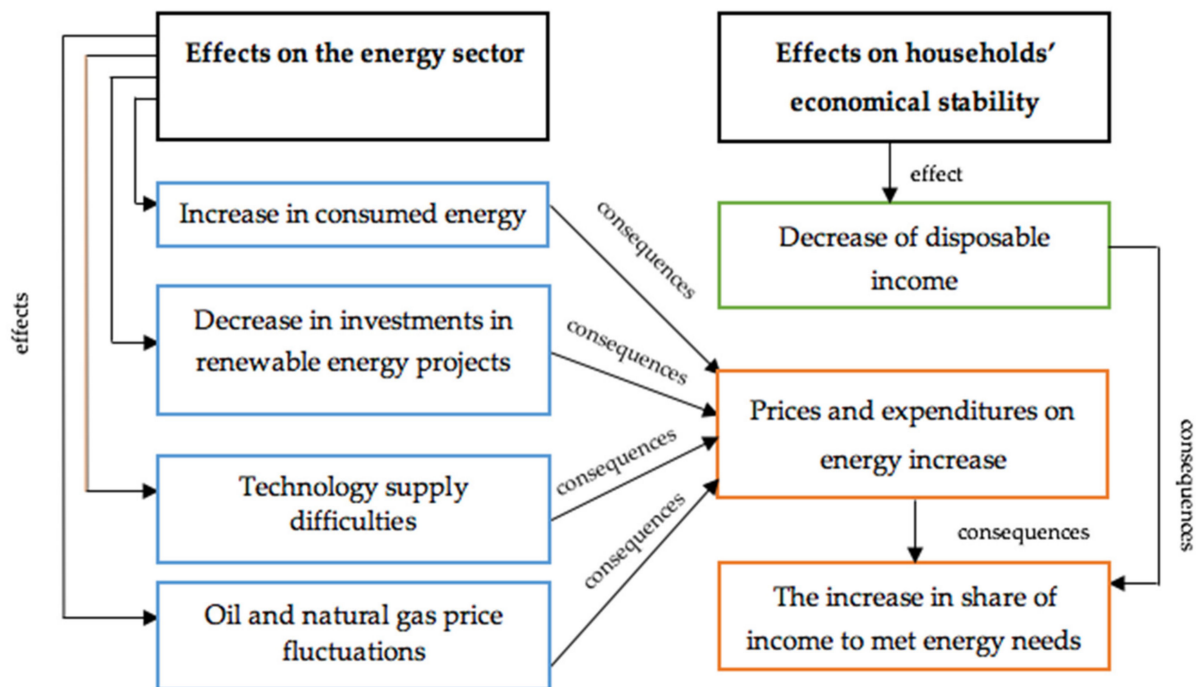 Effects on the energy sector
Effects on households’
economical stability
effect
effects
Increase in consumed energy
consequences
Decrease of disposable
income
Decrease in investments in
renewable energy projects
consequences
Prices and expenditures on
energy increase
consequences
Technology supply
difficulties
consequences
consequences
consequences
Oil and natural gas price
fluctuations
The increase in share of
income to met energy needs